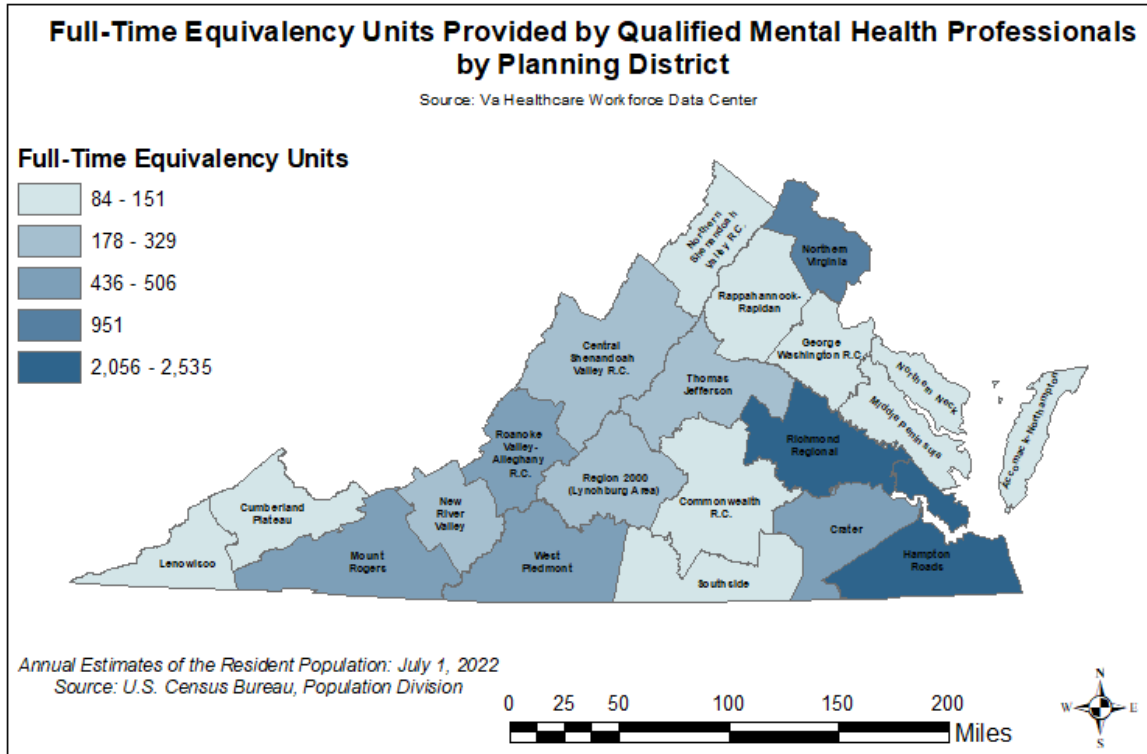 Full-Time Equivalency Units Provided by Qualified Mental Health Professionals
by Planning District
Source: Va Healthcare Workforce Data Center
Full-Time Equivalency Units
84 - 151
178 - 329
436 - 506
951
2,056 - 2,535
Northern
Shenandoah
Valley R.C.
Northern
Virginia
Rappahannock-
Rapidan
George
Washington R.C.
Northern Neck
Middle Peninsula
Accomack-Northampton
Central
Shenandoah
Valley R.C.
Thomas
Jefferson
Richmond
Regional
Roanoke
Valley-
Alleghany
R.C.
Region 2000
(Lynchburg Area)
Commonwealth
R.C.
New
River
Valley
Cumberland
Plateau
Lenowisco
Mount
Rogers
West
Piedmont
Southside
Crater
Hampton
Roads
Annual Estimates of the Resident Population: July 1, 2022
Source: U.S. Census Bureau, Population Division
0 25 50 100 150 200
Miles
N
W E
S